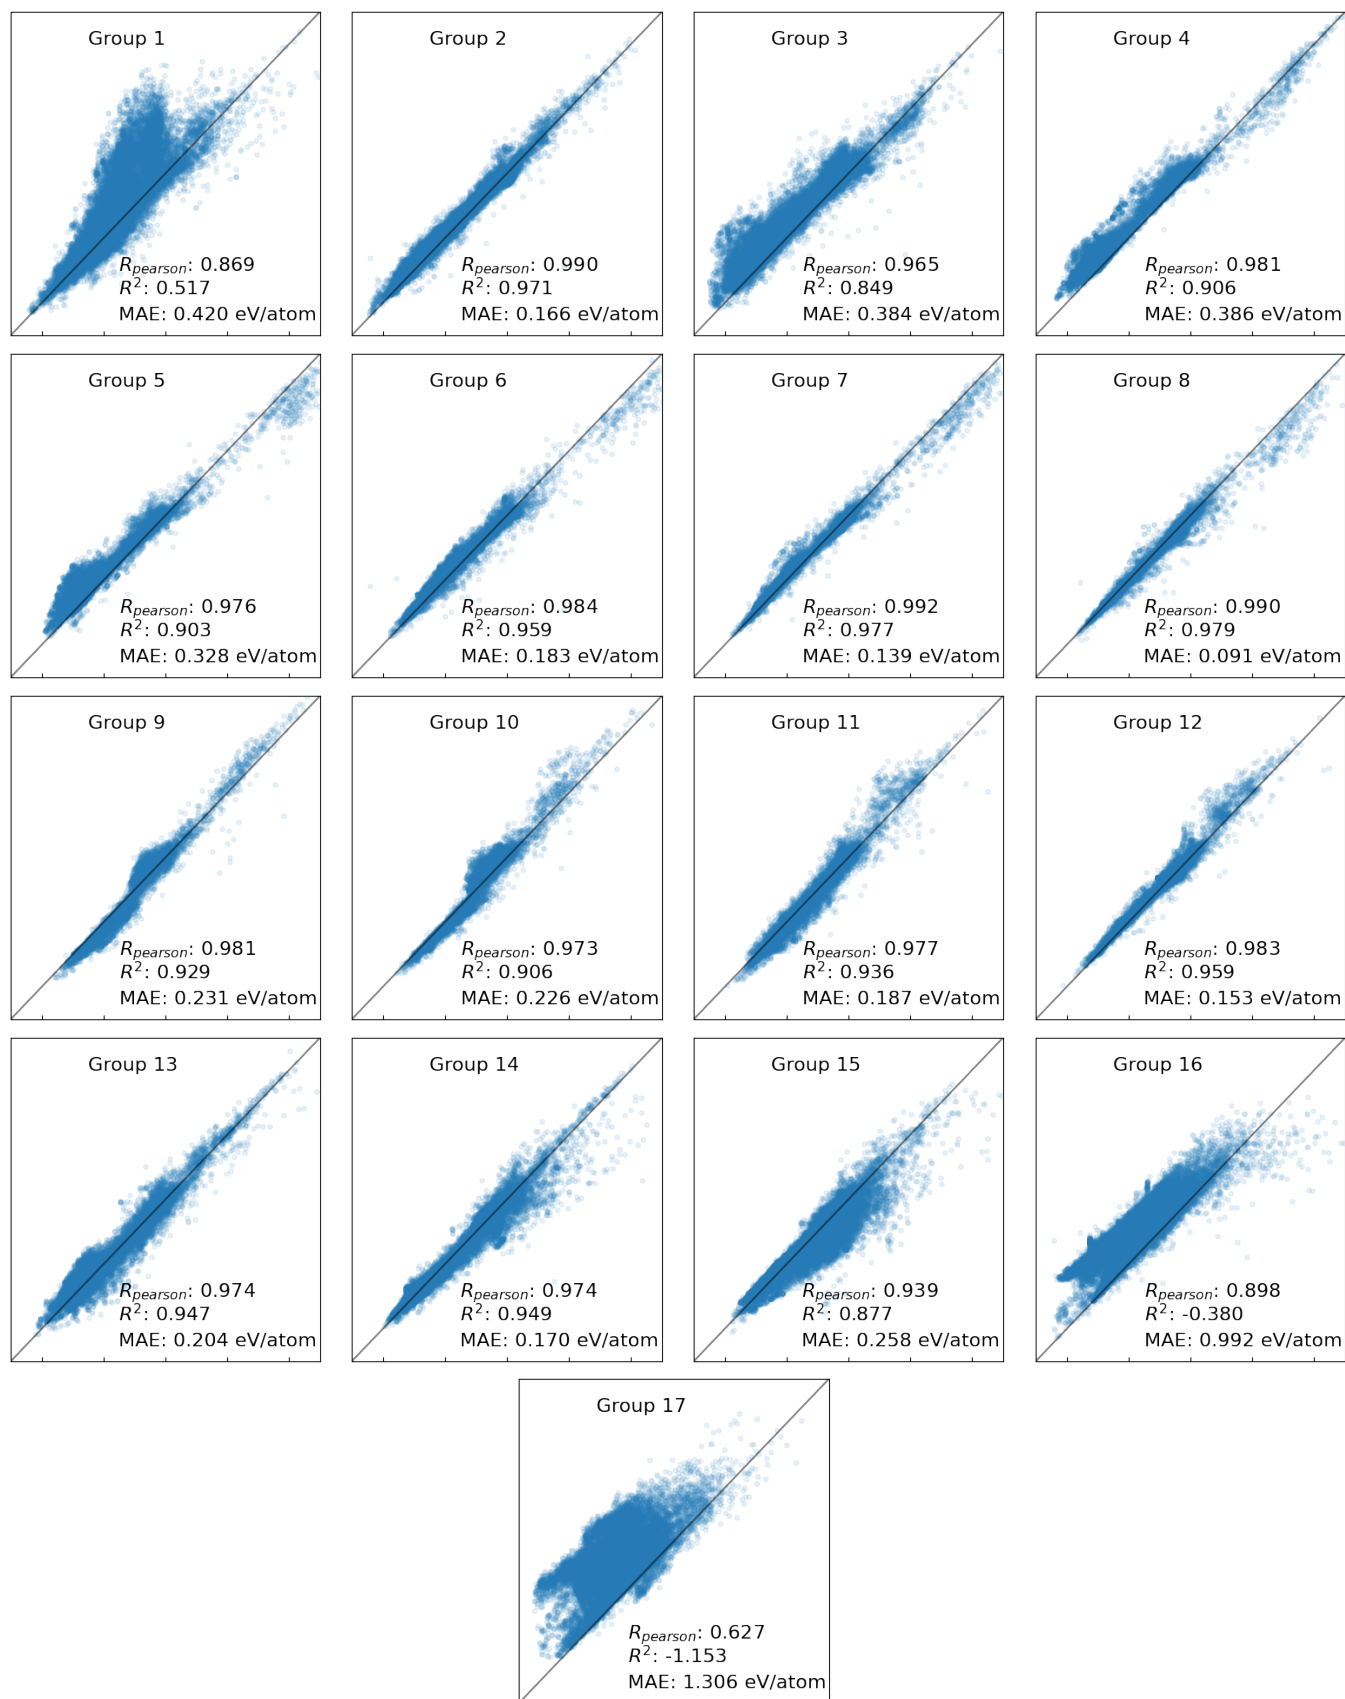 Group 1
R_pearson: 0.869
R²: 0.517
MAE: 0.420 eV/atom
Group 2
R_pearson: 0.990
R²: 0.971
MAE: 0.166 eV/atom
Group 3
R_pearson: 0.965
R²: 0.849
MAE: 0.384 eV/atom
Group 4
R_pearson: 0.981
R²: 0.906
MAE: 0.386 eV/atom
Group 5
R_pearson: 0.976
R²: 0.903
MAE: 0.328 eV/atom
Group 6
R_pearson: 0.984
R²: 0.959
MAE: 0.183 eV/atom
Group 7
R_pearson: 0.992
R²: 0.977
MAE: 0.139 eV/atom
Group 8
R_pearson: 0.990
R²: 0.979
MAE: 0.091 eV/atom
Group 9
R_pearson: 0.981
R²: 0.929
MAE: 0.231 eV/atom
Group 10
R_pearson: 0.973
R²: 0.906
MAE: 0.226 eV/atom
Group 11
R_pearson: 0.977
R²: 0.936
MAE: 0.187 eV/atom
Group 12
R_pearson: 0.983
R²: 0.959
MAE: 0.153 eV/atom
Group 13
R_pearson: 0.974
R²: 0.947
MAE: 0.204 eV/atom
Group 14
R_pearson: 0.974
R²: 0.949
MAE: 0.170 eV/atom
Group 15
R_pearson: 0.939
R²: 0.877
MAE: 0.258 eV/atom
Group 16
R_pearson: 0.898
R²: -0.380
MAE: 0.992 eV/atom
Group 17
R_pearson: 0.627
R²: -1.153
MAE: 1.306 eV/atom